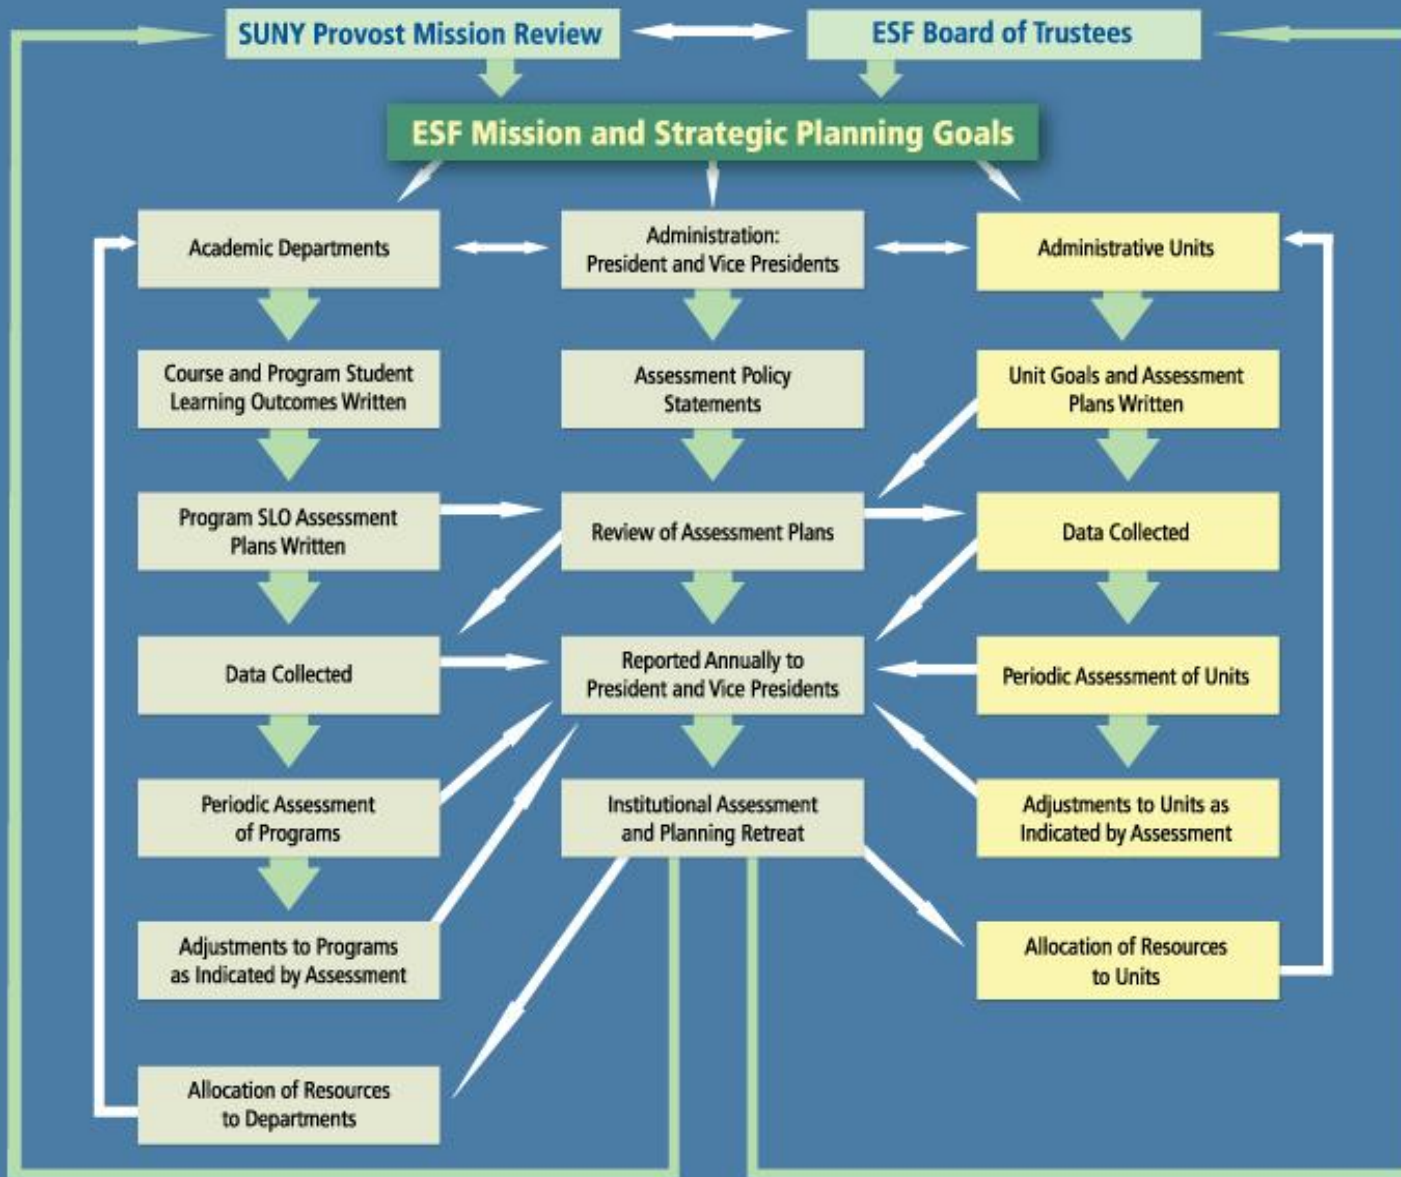 SUNY Provost Mission Review
ESF Board of Trustees
ESF Mission and Strategic Planning Goals
Academic Departments
Administration:
President and Vice Presidents
Administrative Units
Course and Program Student
Learning Outcomes Written
Assessment Policy
Statements
Unit Goals and Assessment
Plans Written
Program SLO Assessment
Plans Written
Review of Assessment Plans
Data Collected
Data Collected
Reported Annually to
President and Vice Presidents
Periodic Assessment of Units
Periodic Assessment
of Programs
Institutional Assessment
and Planning Retreat
Adjustments to Units as
Indicated by Assessment
Adjustments to Programs
as Indicated by Assessment
Allocation of Resources
to Units
Allocation of Resources
to Departments